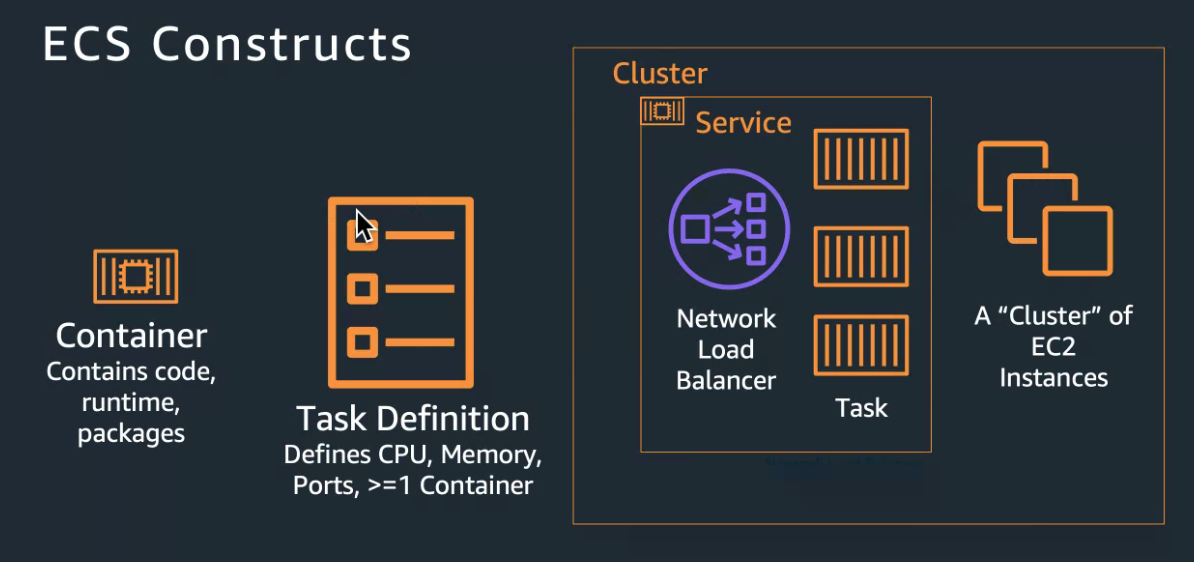 ECS Constructs
Container
Contains code,
runtime,
packages
Task Definition
Defines CPU, Memory,
Ports, >=1 Container
Cluster
Service
Network
Load
Balancer
Task
A “Cluster” of
EC2
Instances